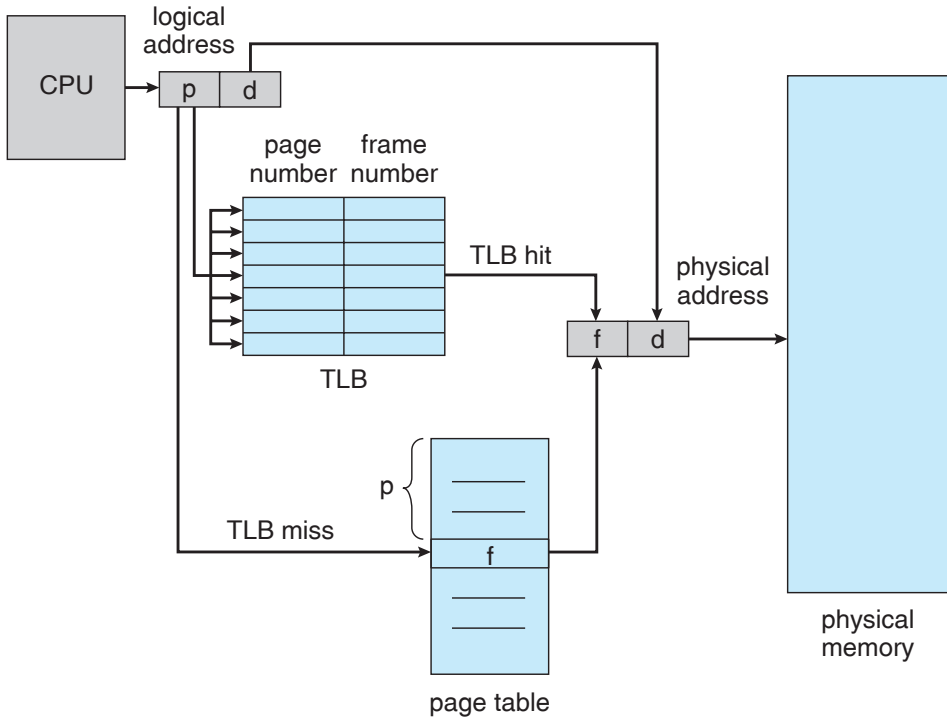 logical
address
CPU
p
d
page
number
frame
number
TLB hit
physical
address
f
d
TLB
p
TLB miss
f
physical
memory
page table